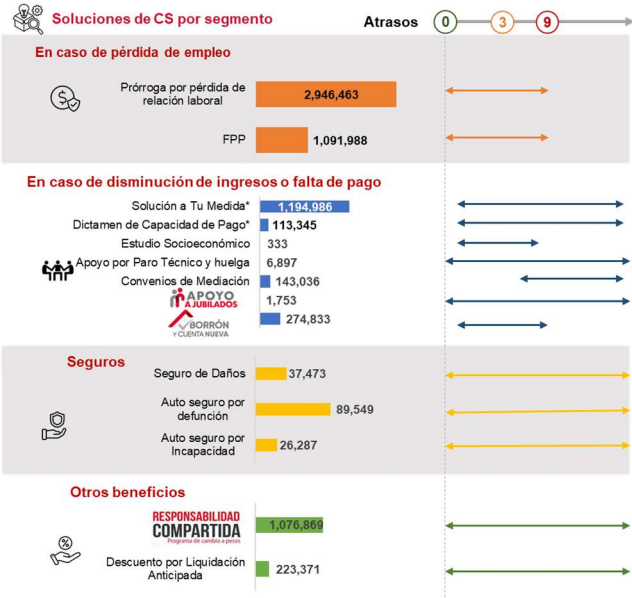 Soluciones de CS por segmento
Atrasos 0 3 9
En caso de pérdida de empleo
Prórroga por pérdida de
relación laboral
2,946,463
FPP
1,091,988
En caso de disminución de ingresos o falta de pago
Solución a Tu Medida*
1,194,986
Dictamen de Capacidad de Pago*
113,345
Estudio Socioeconómico
333
Apoyo por Paro Técnico y huelga
6,897
Convenios de Mediación
143,036
APOYO
A JUBILADOS
1,753
BORRÓN
Y CUENTA NUEVA
274,833
Seguros
Seguro de Daños
37,473
Auto seguro por
defunción
89,549
Auto seguro por
Incapacidad
26,287
Otros beneficios
RESPONSABILIDAD
COMPARTIDA
Programa de cambio a pesos
1,076,869
Descuento por Liquidación
Anticipada
223,371